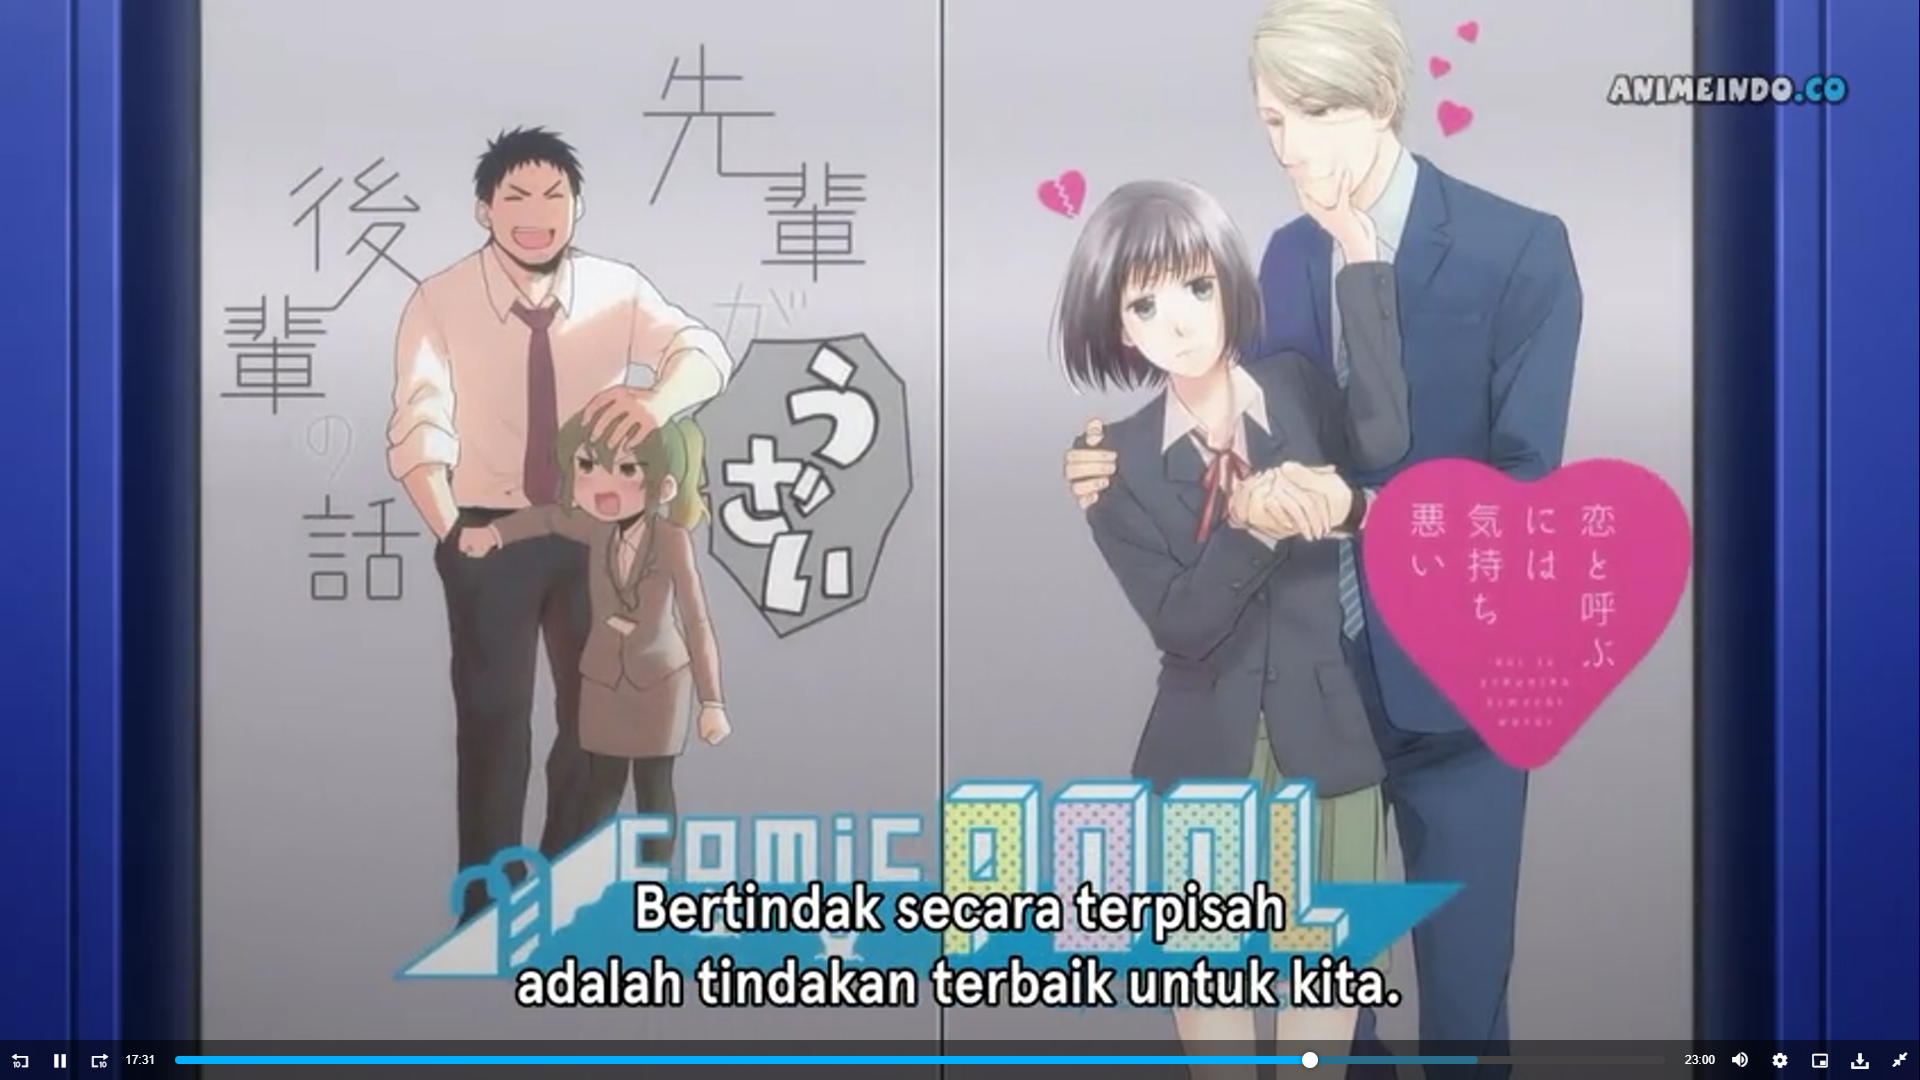 ANIMEINDO.CO
先輩が
うざい
後輩の話
恋と呼ぶ
には
気持ち
悪い
comic
POOL
Bertindak secara terpisah
adalah tindakan terbaik untuk kita.
17:31
23:00